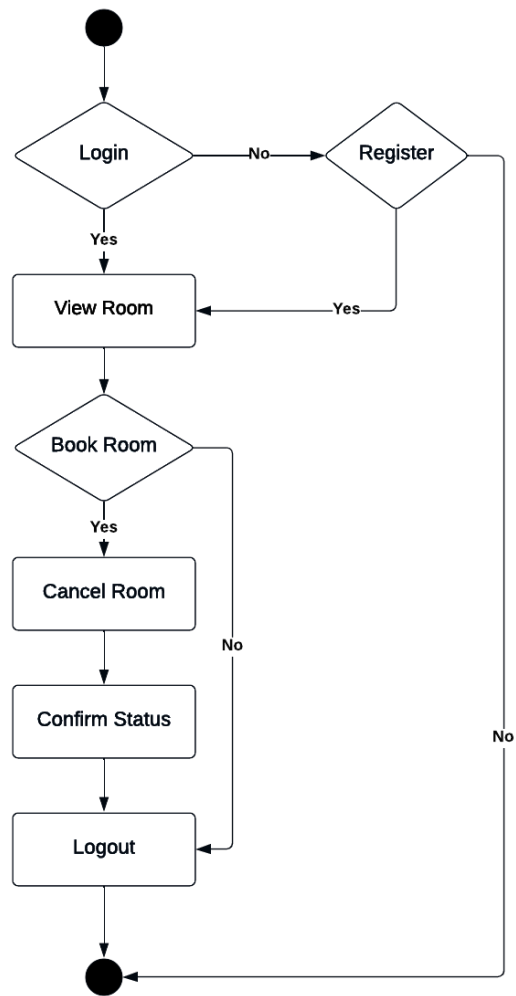 Login
No
Register
Yes
View Room
Yes
Book Room
Yes
Cancel Room
No
Confirm Status
No
Logout